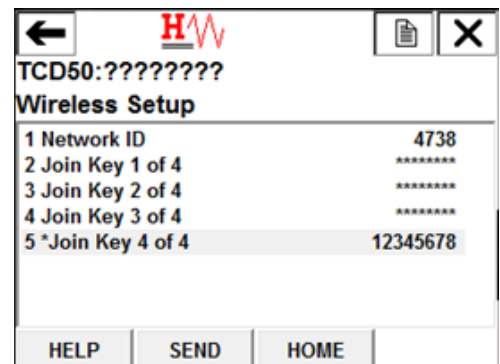 H
TCD50:????????
Wireless Setup
1 Network ID 4738
2 Join Key 1 of 4 ********
3 Join Key 2 of 4 ********
4 Join Key 3 of 4 ********
5 *Join Key 4 of 4 12345678
HELP SEND HOME